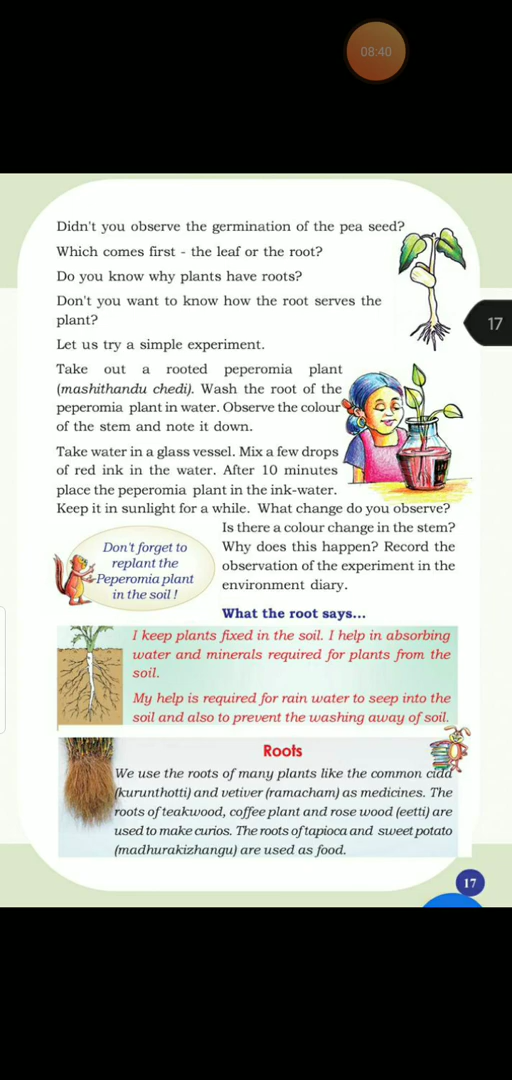 08:40
Didn't you observe the germination of the pea seed?
Which comes first - the leaf or the root?
Do you know why plants have roots?
Don't you want to know how the root serves the
plant?
17
Let us try a simple experiment.
Take out a rooted peperomia plant
(mashithandu chedi). Wash the root of the
peperomia plant in water. Observe the colour
of the stem and note it down.
Take water in a glass vessel. Mix a few drops
of red ink in the water. After 10 minutes
place the peperomia plant in the ink-water.
Keep it in sunlight for a while. What change do you observe?
Is there a colour change in the stem?
Why does this happen? Record the
observation of the experiment in the
environment diary.
Don't forget to
replant the
Peperomia plant
in the soil !
What the root says...
I keep plants fixed in the soil. I help in absorbing
water and minerals required for plants from the
soil.
My help is required for rain water to seep into the
soil and also to prevent the washing away of soil.
Roots
We use the roots of many plants like the common cida
(kurunthotti) and vetiver (ramacham) as medicines. The
roots of teakwood, coffee plant and rose wood (eetti) are
used to make curios. The roots of tapioca and sweet potato
(madhurakizhangu) are used as food.
17